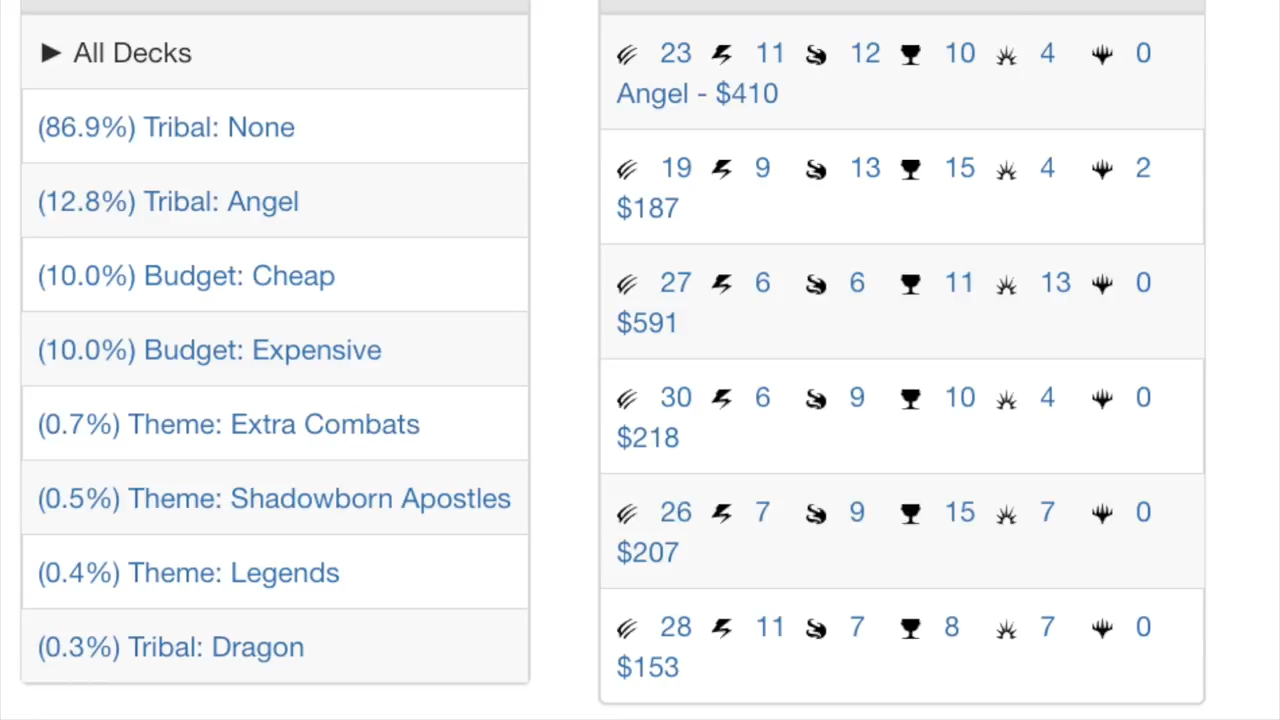 ► All Decks
(86.9%) Tribal: None
(12.8%) Tribal: Angel
(10.0%) Budget: Cheap
(10.0%) Budget: Expensive
(0.7%) Theme: Extra Combats
(0.5%) Theme: Shadowborn Apostles
(0.4%) Theme: Legends
(0.3%) Tribal: Dragon
23 11 12 10 4 0
Angel - $410
19 9 13 15 4 2
$187
27 6 6 11 13 0
$591
30 6 9 10 4 0
$218
26 7 9 15 7 0
$207
28 11 7 8 7 0
$153